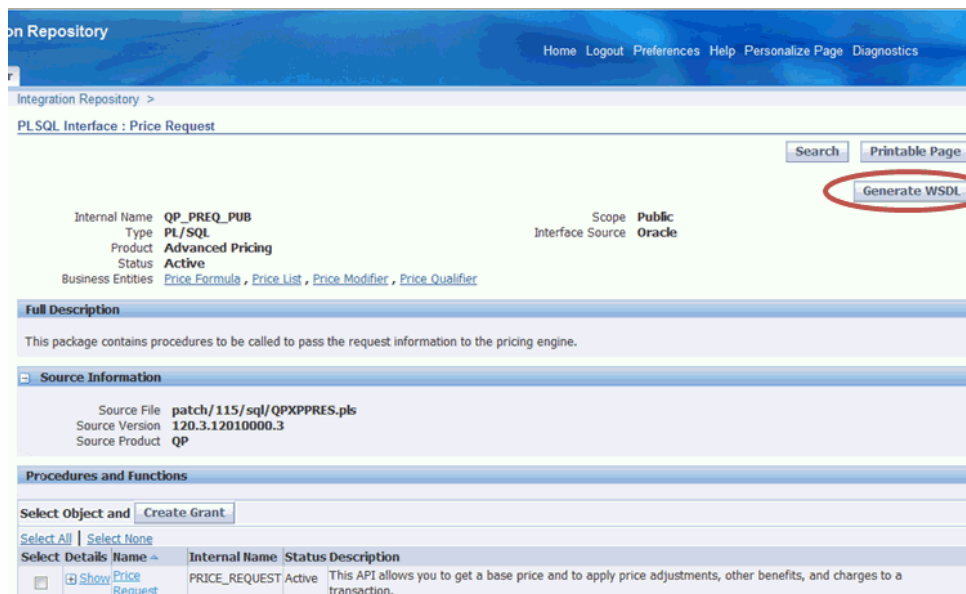 on Repository
Home Logout Preferences Help Personalize Page Diagnostics
r
Integration Repository >
PLSQL Interface : Price Request
Search Printable Page
Generate WSDL
Internal Name QP_PREQ_PUB Scope Public
Type PL/SQL Interface Source Oracle
Product Advanced Pricing
Status Active
Business Entities Price Formula , Price List , Price Modifier , Price Qualifier
Full Description
This package contains procedures to be called to pass the request information to the pricing engine.
Source Information
Source File patch/115/sql/QPXPPRES.pls
Source Version 120.3.12010000.3
Source Product QP
Procedures and Functions
Select Object and Create Grant
Select All | Select None
Select Details Name Internal Name Status Description
Show Price Request PRICE_REQUEST Active This API allows you to get a base price and to apply price adjustments, other benefits, and charges to a
transaction.